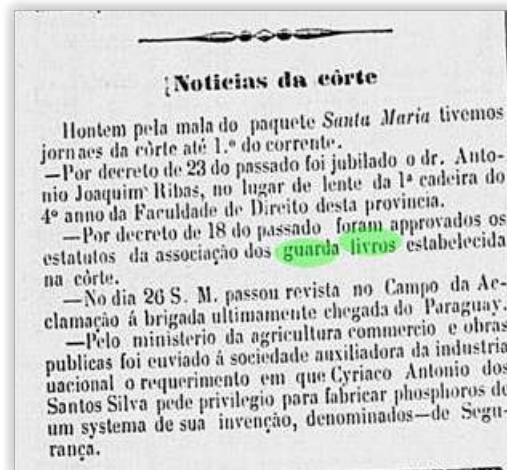 Noticias da côrte
Hontem pela mala do paquete Santa Maria tivemos
jornaes da côrte até 1.º do corrente.
—Por decreto de 23 do passado foi jubilado o dr. Anto-
nio Joaquim Ribas, no lugar de lente da 1ª cadeira do
4º anno da Faculdade de Direito desta provincia.
—Por decreto de 18 do passado foram approvados os
estatutos da associação dos guarda livros estabelecida
na côrte.
—No dia 26 S. M. passou revista no Campo da Ac-
clamação á brigada ultimamente chegada do Paraguay.
—Pelo ministerio da agricultura commercio e obras
publicas foi enviado á sociedade auxiliadora da industria
nacional o requerimento em que Cyriaco Antonio dos
Santos Silva pede privilegio para fabricar phosphoros de
um systema de sua invenção, denominados—de Segu-
rança.